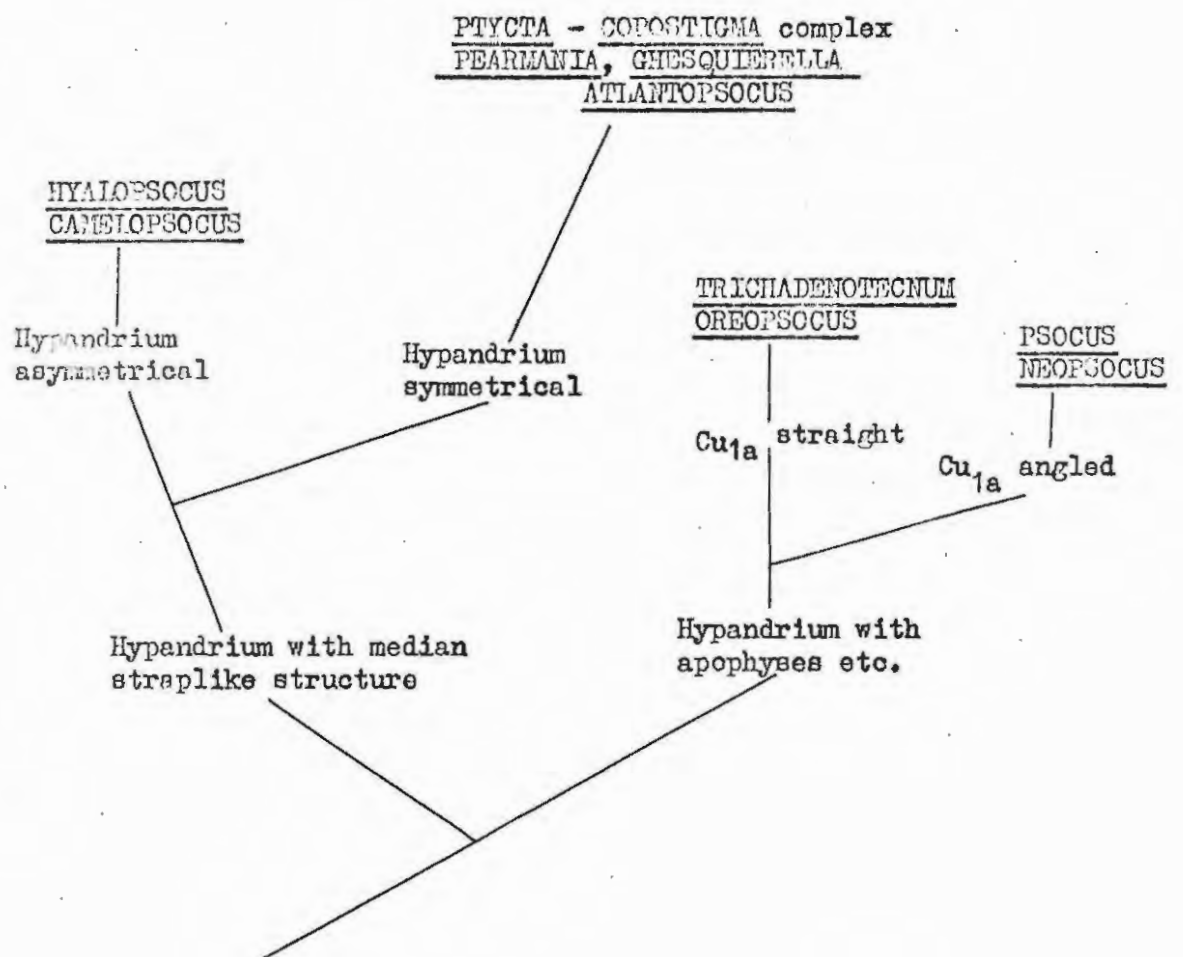 PTYCTA - COPOSTIGMA complex
PEARMANIA, GHESQUIERELLA
ATLANTOPSOCUS
HYALOPSOCUS
CAMELOPSOCUS
Hypandrium
asymmetrical
Hypandrium
symmetrical
TRICHADENOTECNUM
OREOPSOCUS
PSOCUS
NEOPSOCUS
Cu1a straight
Cu1a angled
Hypandrium with median
straplike structure
Hypandrium with
apophyses etc.